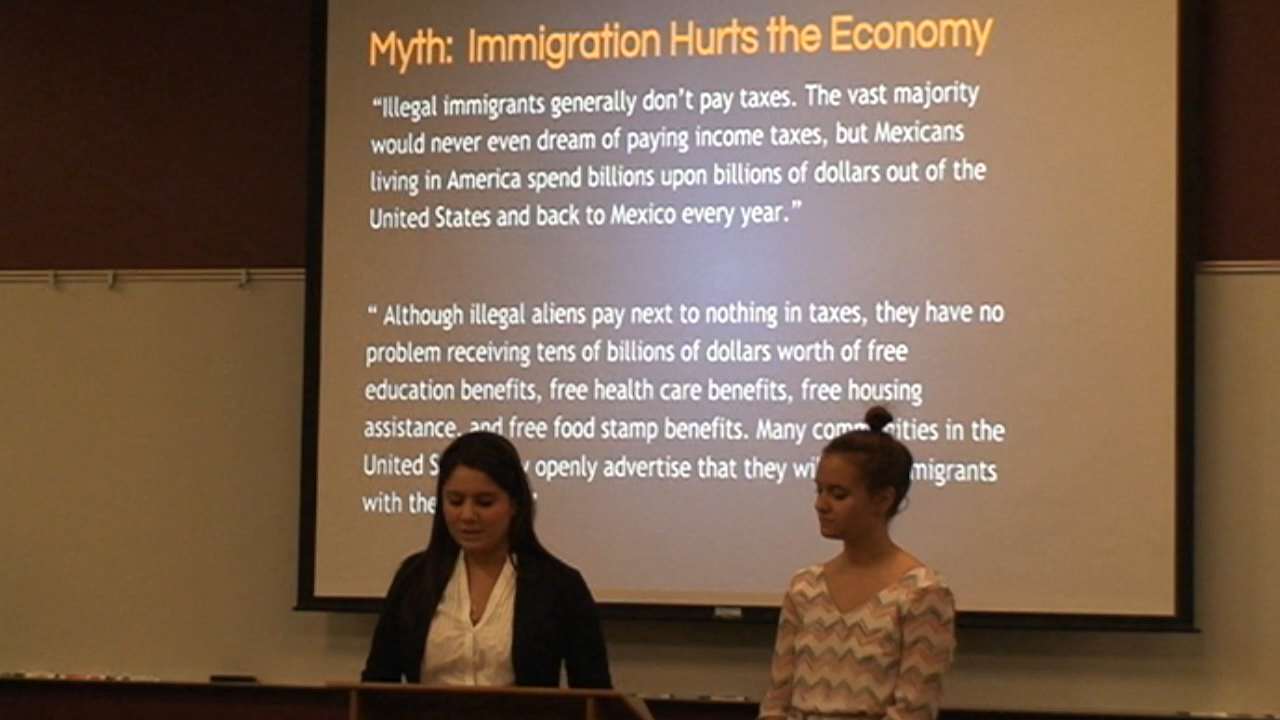 Myth: Immigration Hurts the Economy
“Illegal immigrants generally don’t pay taxes. The vast majority
would never even dream of paying income taxes, but Mexicans
living in America spend billions upon billions of dollars out of the
United States and back to Mexico every year.”
“ Although illegal aliens pay next to nothing in taxes, they have no
problem receiving tens of billions of dollars worth of free
education benefits, free health care benefits, free housing
assistance, and free food stamp benefits. Many communities in the
United openly advertise that they
with